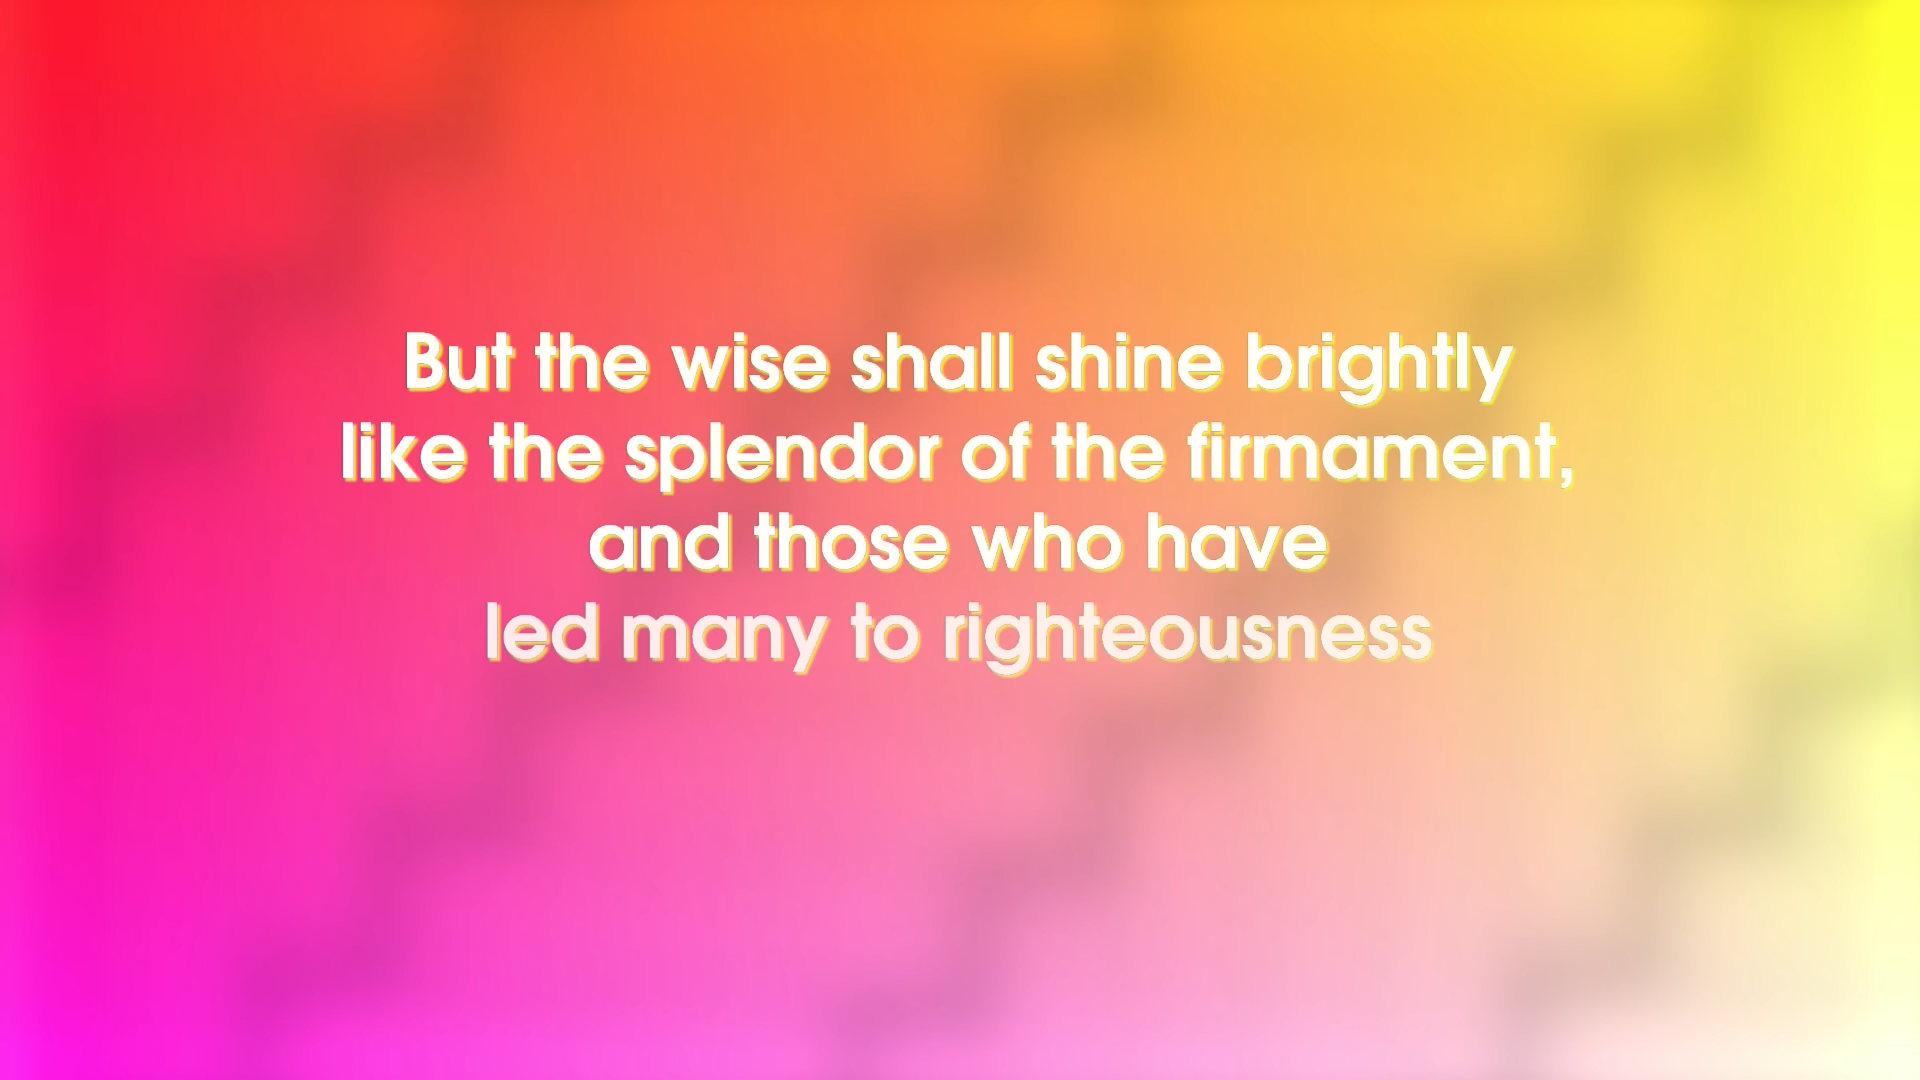 But the wise shall shine brightly
like the splendor of the firmament,
and those who have
led many to righteousness